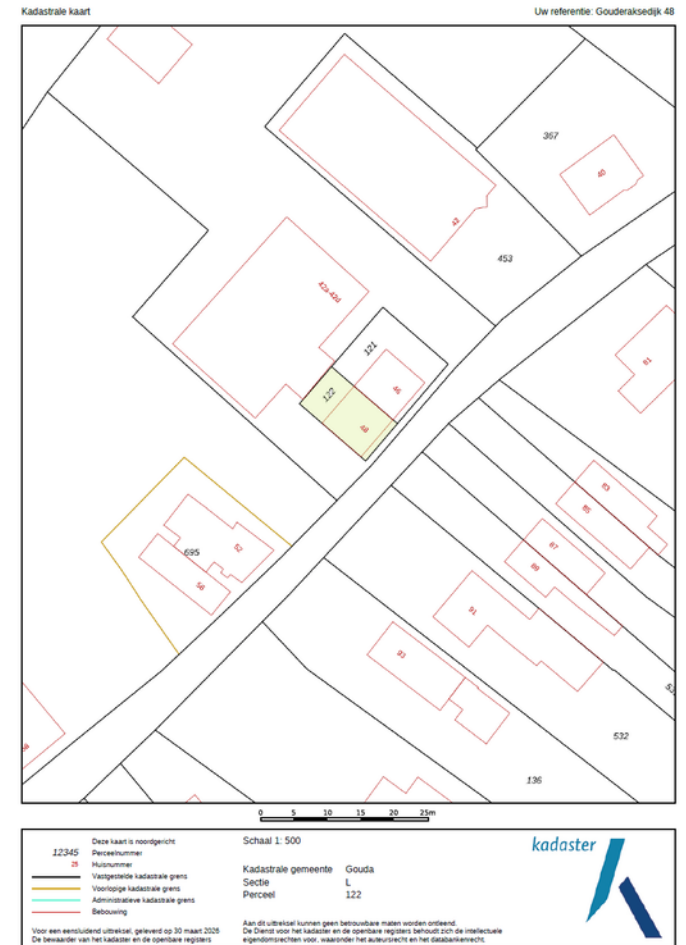 Kadastrale kaart
Uw referentie: Gouderaksedijk 48
367
40
43
453
42a-42d
121
81
122
46
48
83
85
695
52
87
89
58
91
93
532
136
0 5 10 15 20 25m
Deze kaart is noordgericht
12345 Perceelnummer
25 Huisnummer
Vastgestelde kadastrale grens
Voorlopige kadastrale grens
Administratieve kadastrale grens
Bebouwing
Voor een eensluidend uittreksel, geleverd op 30 maart 2026
De bewaarder van het kadaster en de openbare registers
Schaal 1: 500
Kadastrale gemeente Gouda
Sectie L
Perceel 122
Aan dit uittreksel kunnen geen betrouwbare maten worden ontleend.
De Dienst voor het kadaster en de openbare registers behoudt zich de intellectuele
eigendomsrechten voor, waaronder het auteursrecht en het databankenrecht.
kadaster